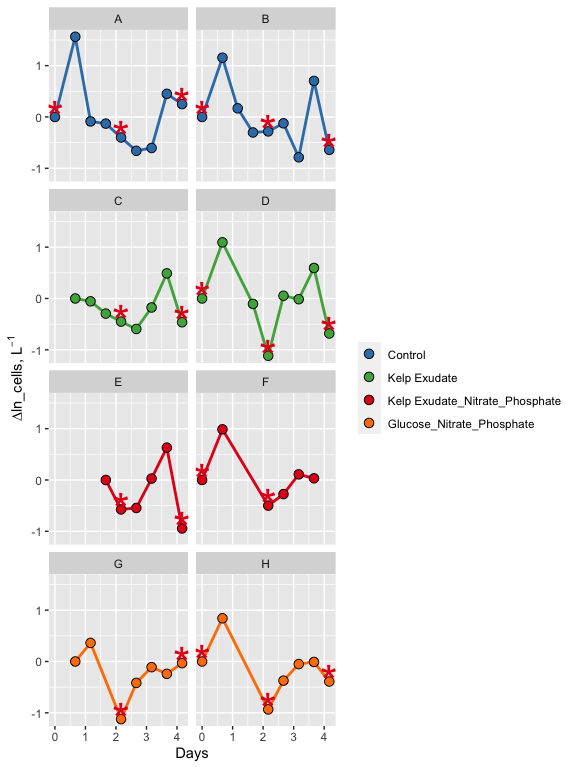 A B
1
0
-1
C D
1
0
-1
E F
1
0
-1
G H
1
0
-1
0 1 2 3 4 0 1 2 3 4
Days
Δln_cells, L⁻¹
Control
Kelp Exudate
Kelp Exudate_Nitrate_Phosphate
Glucose_Nitrate_Phosphate